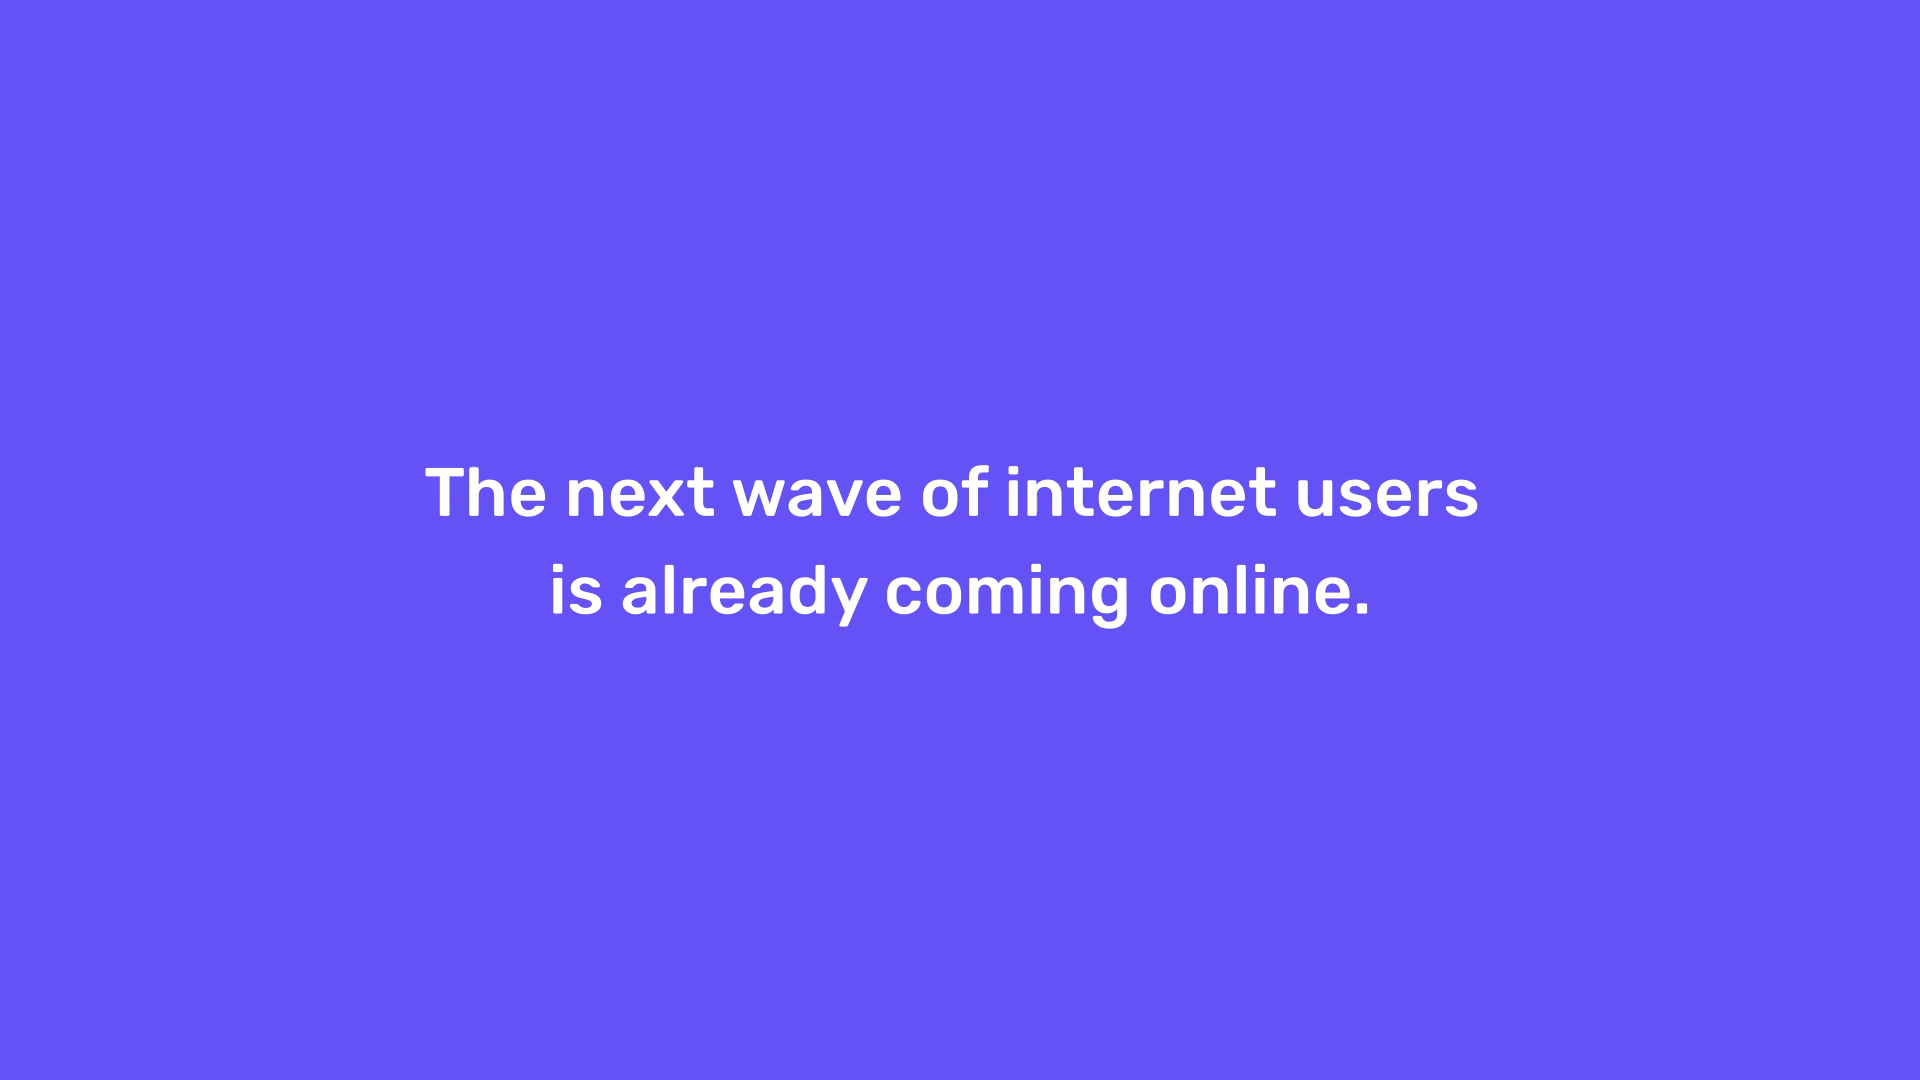 The next wave of internet users
is already coming online.